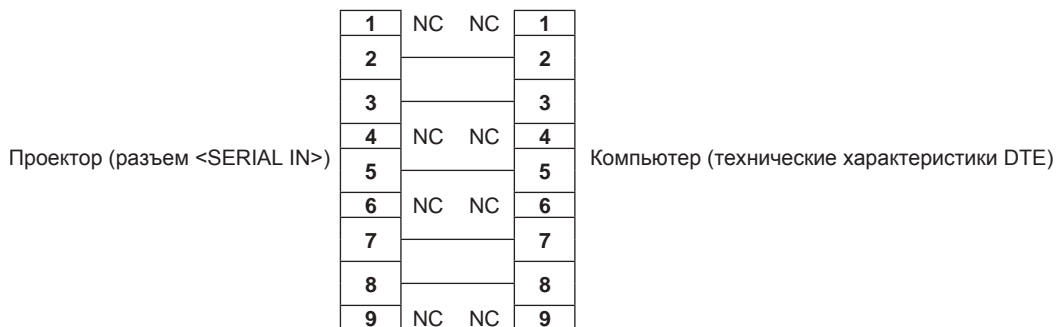 1 NC NC 1
2 2
3 3
4 NC NC 4
Проектор (разъем <SERIAL IN>) Компьютер (технические характеристики DTE)
5 5
6 NC NC 6
7 7
8 8
9 NC NC 9